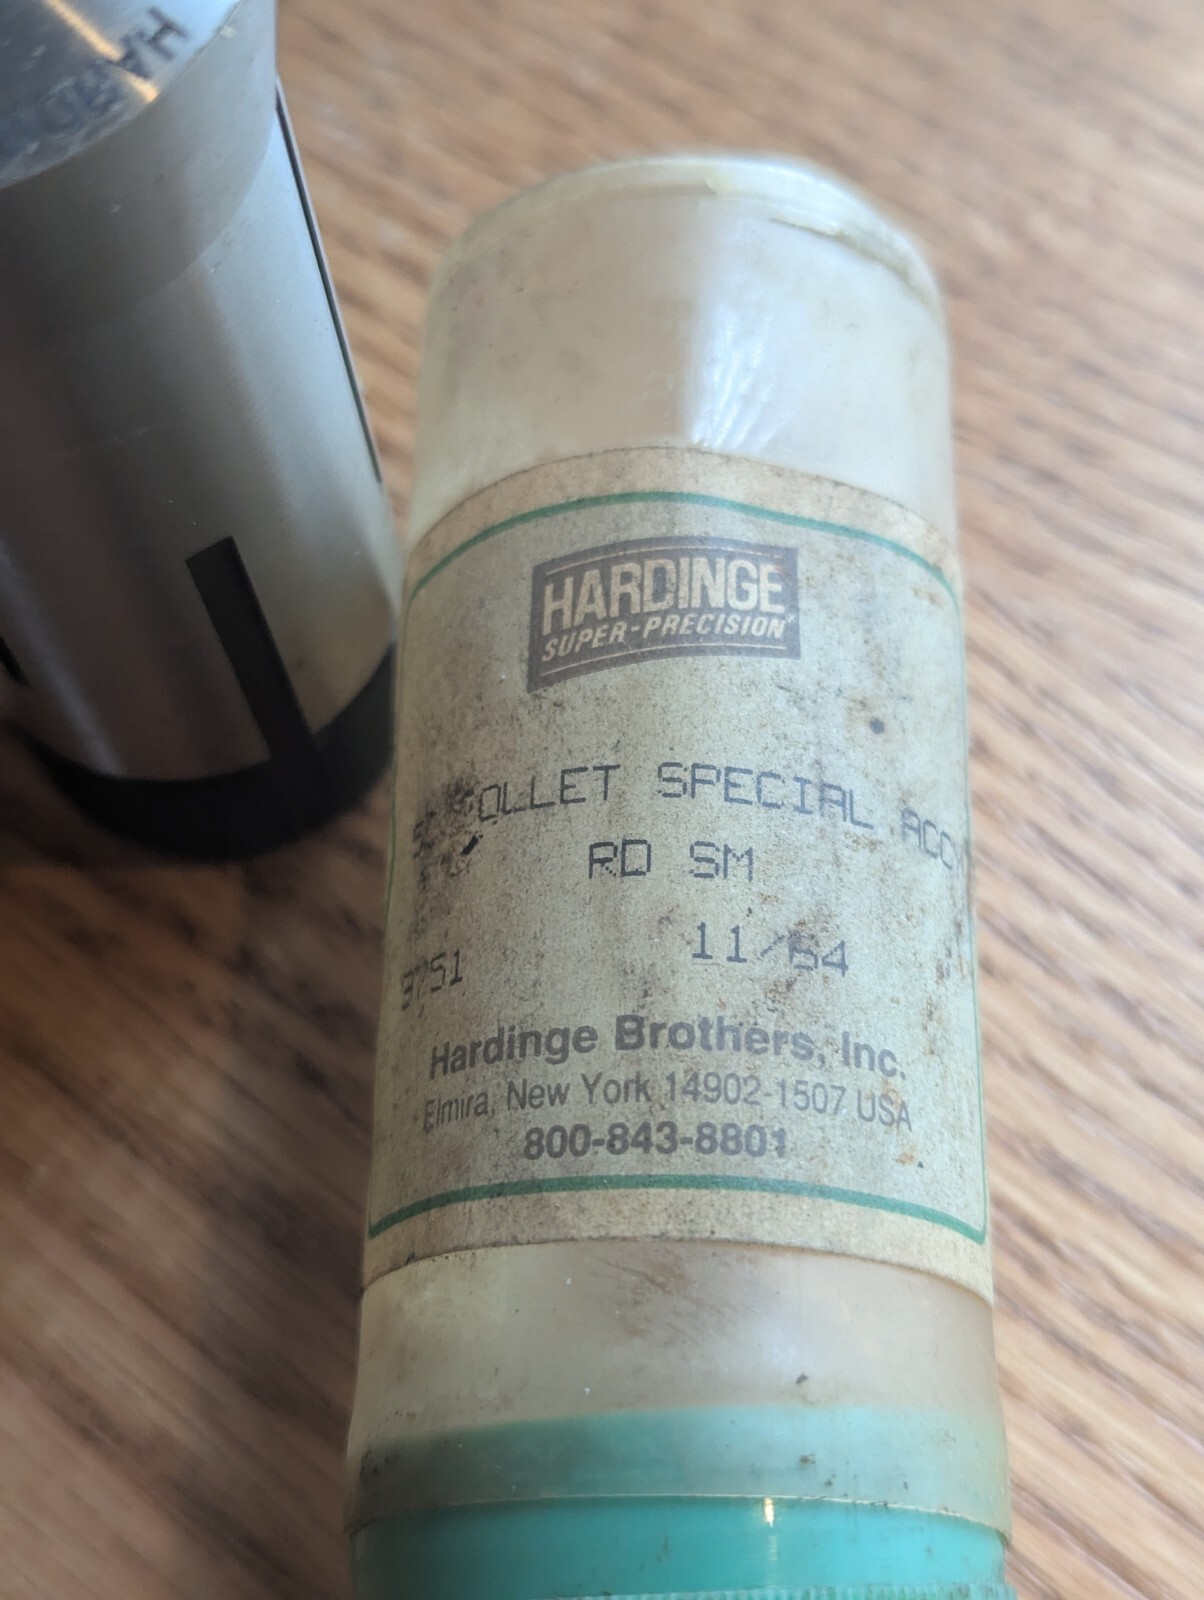 HARDINGE
SUPER-PRECISION
COLLET SPECIAL
RD SM
11/64
9751
Hardinge Brothers, Inc.
Elmira, New York 14902-1507 USA
800-843-8801